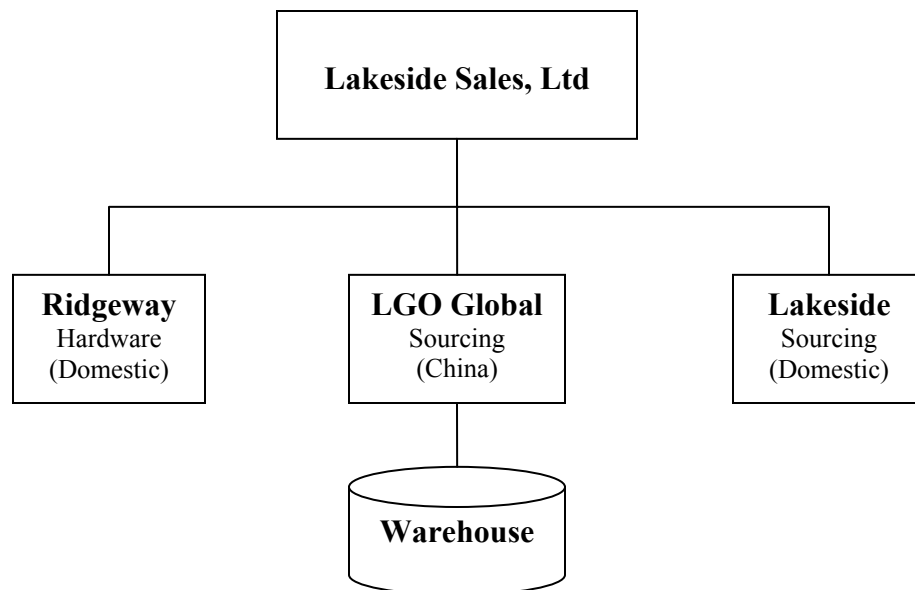 Lakeside Sales, Ltd
Ridgeway
Hardware
(Domestic)
LGO Global
Sourcing
(China)
Lakeside
Sourcing
(Domestic)
Warehouse